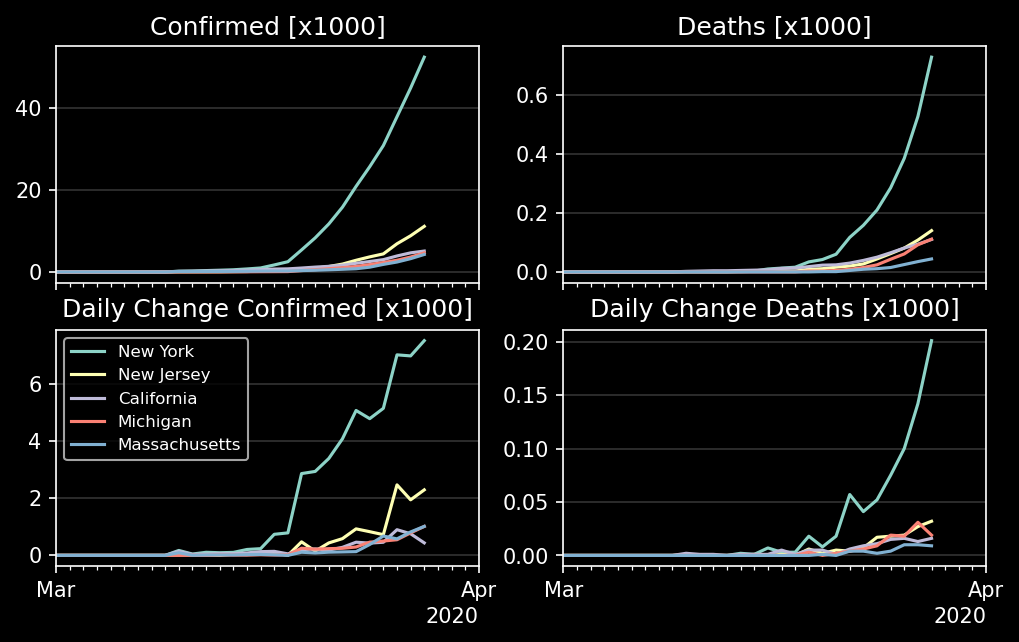 Confirmed [x1000]
Deaths [x1000]
40
20
0
0.6
0.4
0.2
0.0
Daily Change Confirmed [x1000]
Daily Change Deaths [x1000]
6
4
2
0
New York
New Jersey
California
Michigan
Massachusetts
0.20
0.15
0.10
0.05
0.00
Mar
Apr
2020
Mar
Apr
2020